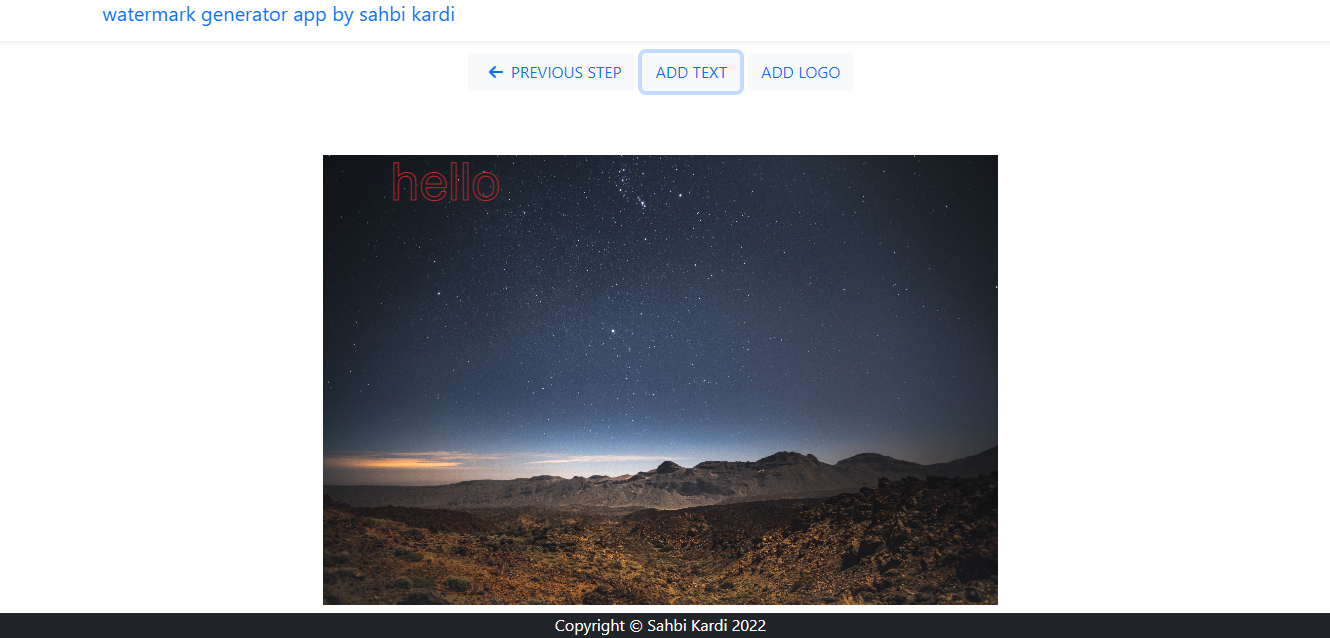 watermark generator app by sahbi kardi
PREVIOUS STEP
ADD TEXT
ADD LOGO
hello
Copyright © Sahbi Kardi 2022